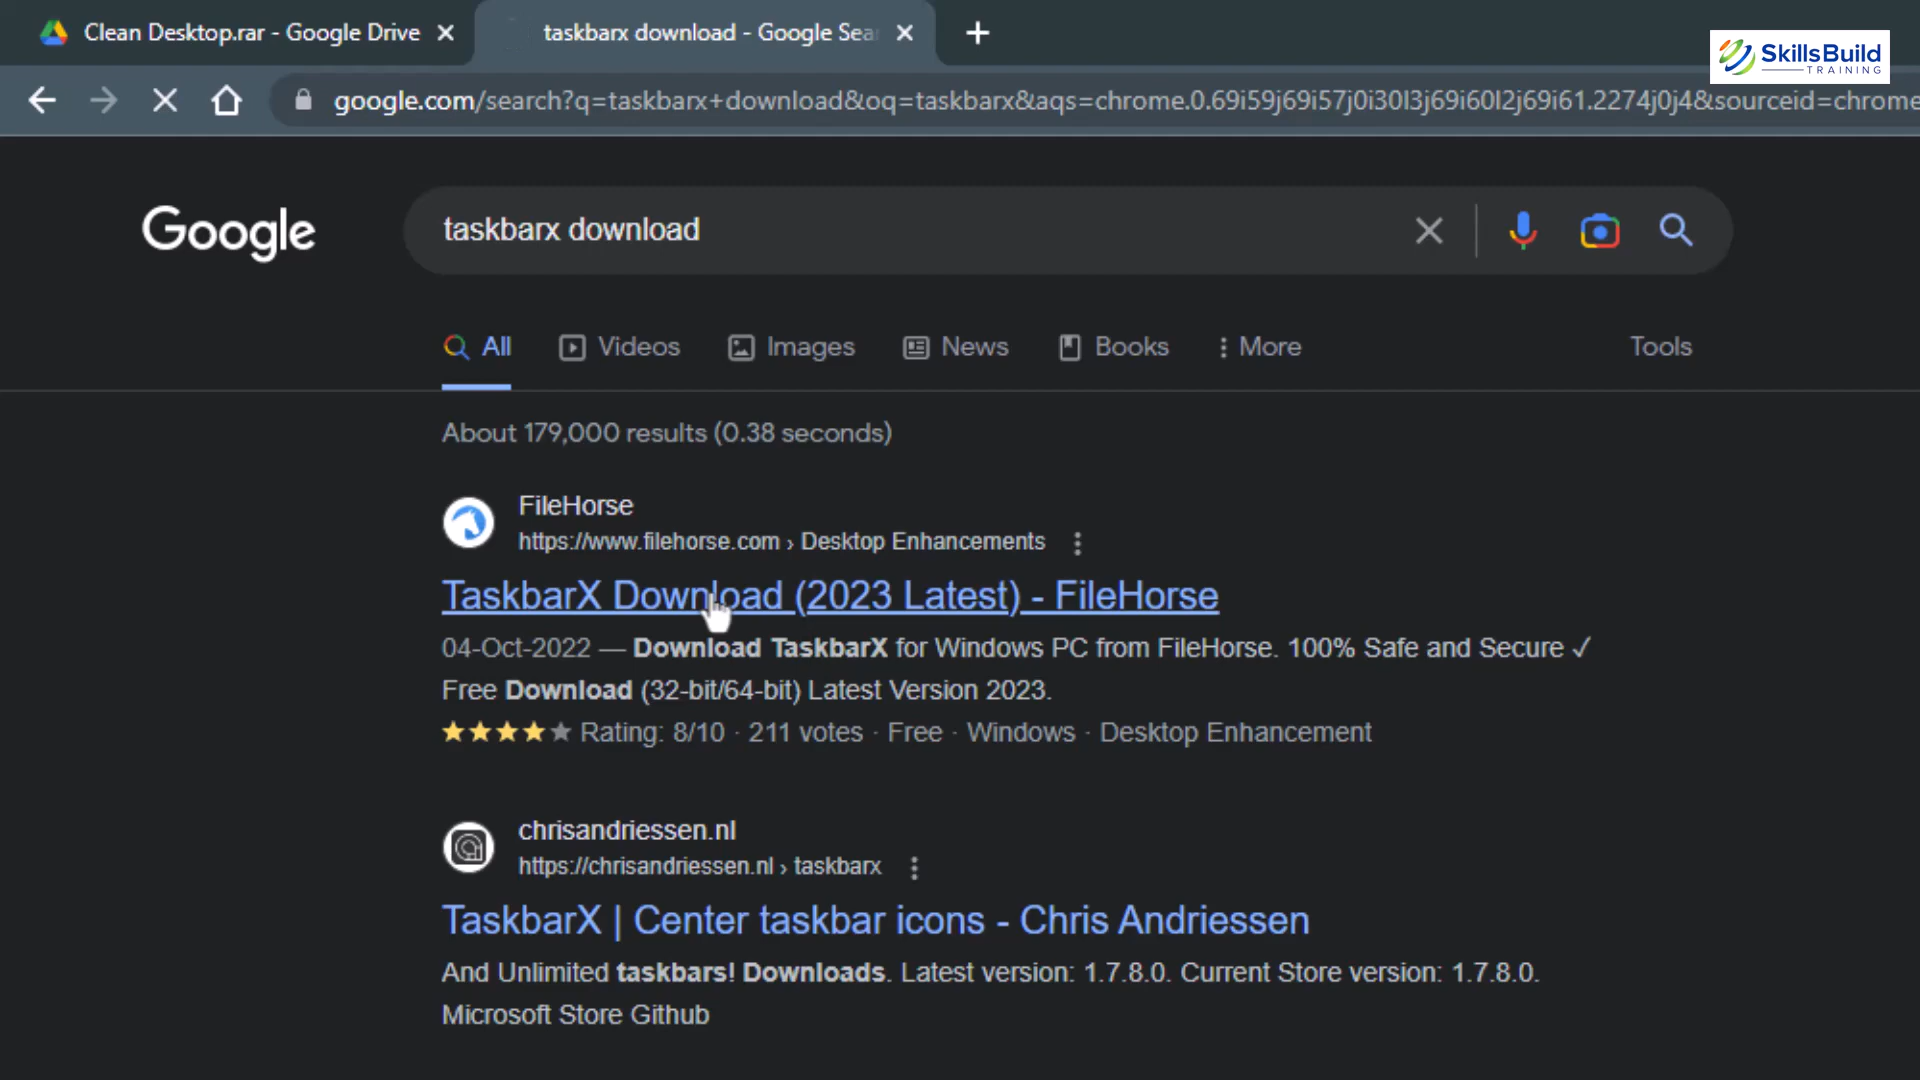 Clean Desktop.rar - Google Drive
taskbarx download - Google Sea
SkillsBuild
TRAINING
google.com/search?q=taskbarx+download&oq=taskbarx&aqs=chrome.0.69i59j69i57j0i30l3j69i60l2j69i61.2274j0j4&sourceid=chrome
Google
taskbarx download
All
Videos
Images
News
Books
More
Tools
About 179,000 results (0.38 seconds)
FileHorse
https://www.filehorse.com › Desktop Enhancements
TaskbarX Download (2023 Latest) - FileHorse
04-Oct-2022 — Download TaskbarX for Windows PC from FileHorse. 100% Safe and Secure ✓
Free Download (32-bit/64-bit) Latest Version 2023.
Rating: 8/10 · 211 votes · Free · Windows · Desktop Enhancement
chrisandriessen.nl
https://chrisandriessen.nl › taskbarx
TaskbarX | Center taskbar icons - Chris Andriessen
And Unlimited taskbars! Downloads. Latest version: 1.7.8.0. Current Store version: 1.7.8.0.
Microsoft Store Github